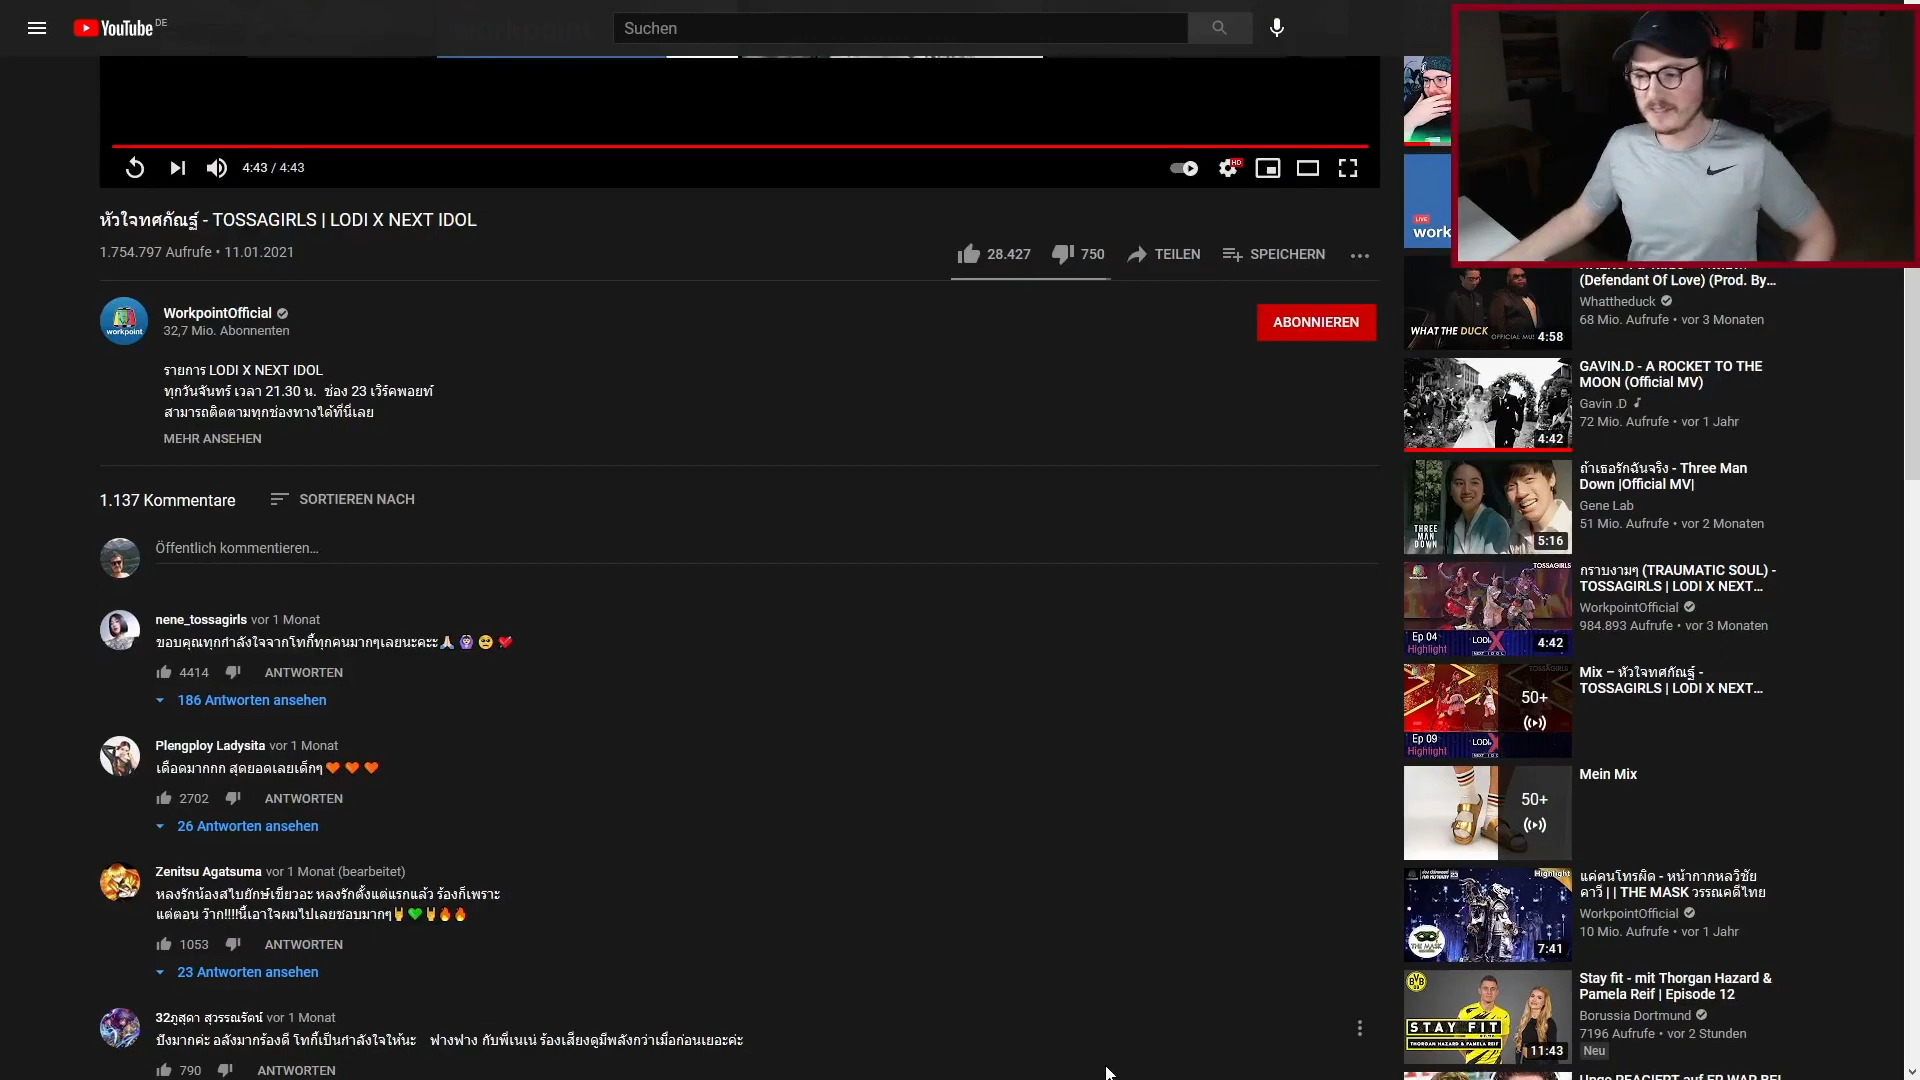 YouTube DE
Suchen
4:43 / 4:43
HD
หัวใจทศกัณฐ์ - TOSSAGIRLS | LODI X NEXT IDOL
1.754.797 Aufrufe • 11.01.2021
28.427
750
TEILEN
SPEICHERN
WorkpointOfficial
32,7 Mio. Abonnenten
workpoint
ABONNIEREN
รายการ LODI X NEXT IDOL
ทุกวันจันทร์ เวลา 21.30 น. ช่อง 23 เวิร์คพอยท์
สามารถติดตามทุกช่องทางได้ที่นี่เลย
MEHR ANSEHEN
1.137 Kommentare
SORTIEREN NACH
Öffentlich kommentieren...
nene_tossagirls vor 1 Monat
ขอบคุณทุกกำลังใจจากโทกี้ทุกคนมากๆเลยนะคะะ🙏🏻🙆🏻‍♀️🥺💘
4414
ANTWORTEN
186 Antworten ansehen
Plengploy Ladysita vor 1 Monat
เดือดมากกก สุดยอดเลยเด็กๆ🧡 🧡 🧡
2702
ANTWORTEN
26 Antworten ansehen
Zenitsu Agatsuma vor 1 Monat (bearbeitet)
หลงรักน้องสไบยักษ์เขียวอะ หลงรักตั้งแต่แรกแล้ว ร้องก็เพราะ
แต่ตอน ว๊าก!!!!นี้เอาใจผมไปเลยชอบมากๆ🤘💚🤘🔥🔥
1053
ANTWORTEN
23 Antworten ansehen
32ภูสุดา สุวรรณรัตน์ vor 1 Monat
ปังมากค่ะ อลังมากร้องดี โทกี้เป็นกำลังใจให้นะ ฟางฟาง กับพี่เนเน่ ร้องเสียงดูมีพลังกว่าเมื่อก่อนเยอะค่ะ
790
ANTWORTEN
LIVE
work
(Defendant Of Love) (Prod. By...
Whattheduck
68 Mio. Aufrufe • vor 3 Monaten
WHAT THE DUCK
4:58
GAVIN.D - A ROCKET TO THE
MOON (Official MV)
Gavin .D
72 Mio. Aufrufe • vor 1 Jahr
4:42
ถ้าเธอรักฉันจริง - Three Man
Down |Official MV|
Gene Lab
51 Mio. Aufrufe • vor 2 Monaten
THREE
MAN
DOWN
5:16
กราบงามๆ (TRAUMATIC SOUL) -
TOSSAGIRLS | LODI X NEXT...
WorkpointOfficial
984.893 Aufrufe • vor 3 Monaten
TOSSAGIRLS
Ep 04
Highlight
LODI X
NEXT IDOL
4:42
Mix – หัวใจทศกัณฐ์ -
TOSSAGIRLS | LODI X NEXT...
50+
Ep 09
Highlight
LODI X
NEXT IDOL
Mein Mix
50+
แค่คนโทรผิด - หน้ากากหลวิชัย
คาวี | | THE MASK วรรณคดีไทย
WorkpointOfficial
10 Mio. Aufrufe • vor 1 Jahr
Highlight
THE MASK
7:41
Stay fit - mit Thorgan Hazard &
Pamela Reif | Episode 12
Borussia Dortmund
7196 Aufrufe • vor 2 Stunden
Neu
BVB
09
STAY FIT
THORGAN HAZARD & PAMELA REIF
11:43